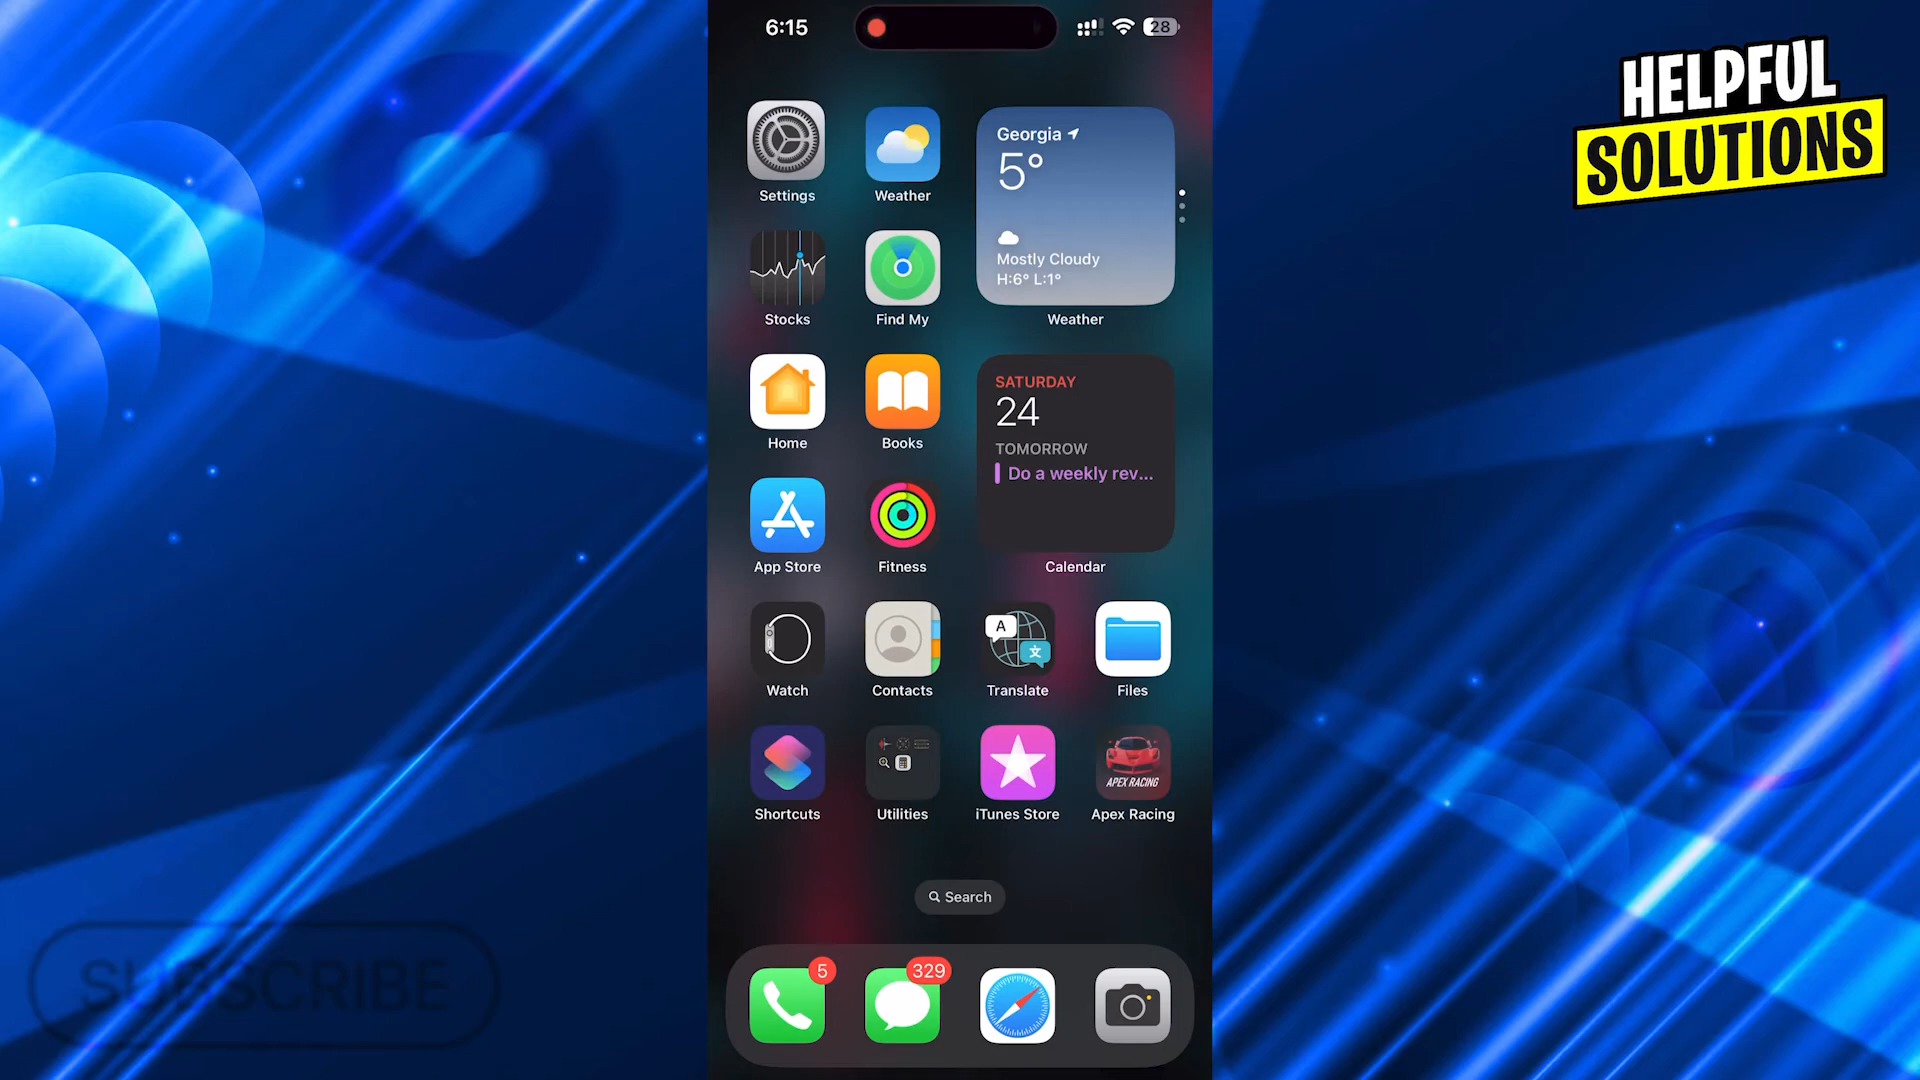 6:15
28
HELPFUL
SOLUTIONS
Georgia
5°
Mostly Cloudy
H:6° L:1°
Settings
Weather
Stocks
Find My
Weather
SATURDAY
24
TOMORROW
Do a weekly rev...
Home
Books
App Store
Fitness
Calendar
A
文
Watch
Contacts
Translate
Files
APEX RACING
Shortcuts
Utilities
iTunes Store
Apex Racing
Search
SUBSCRIBE
5
329